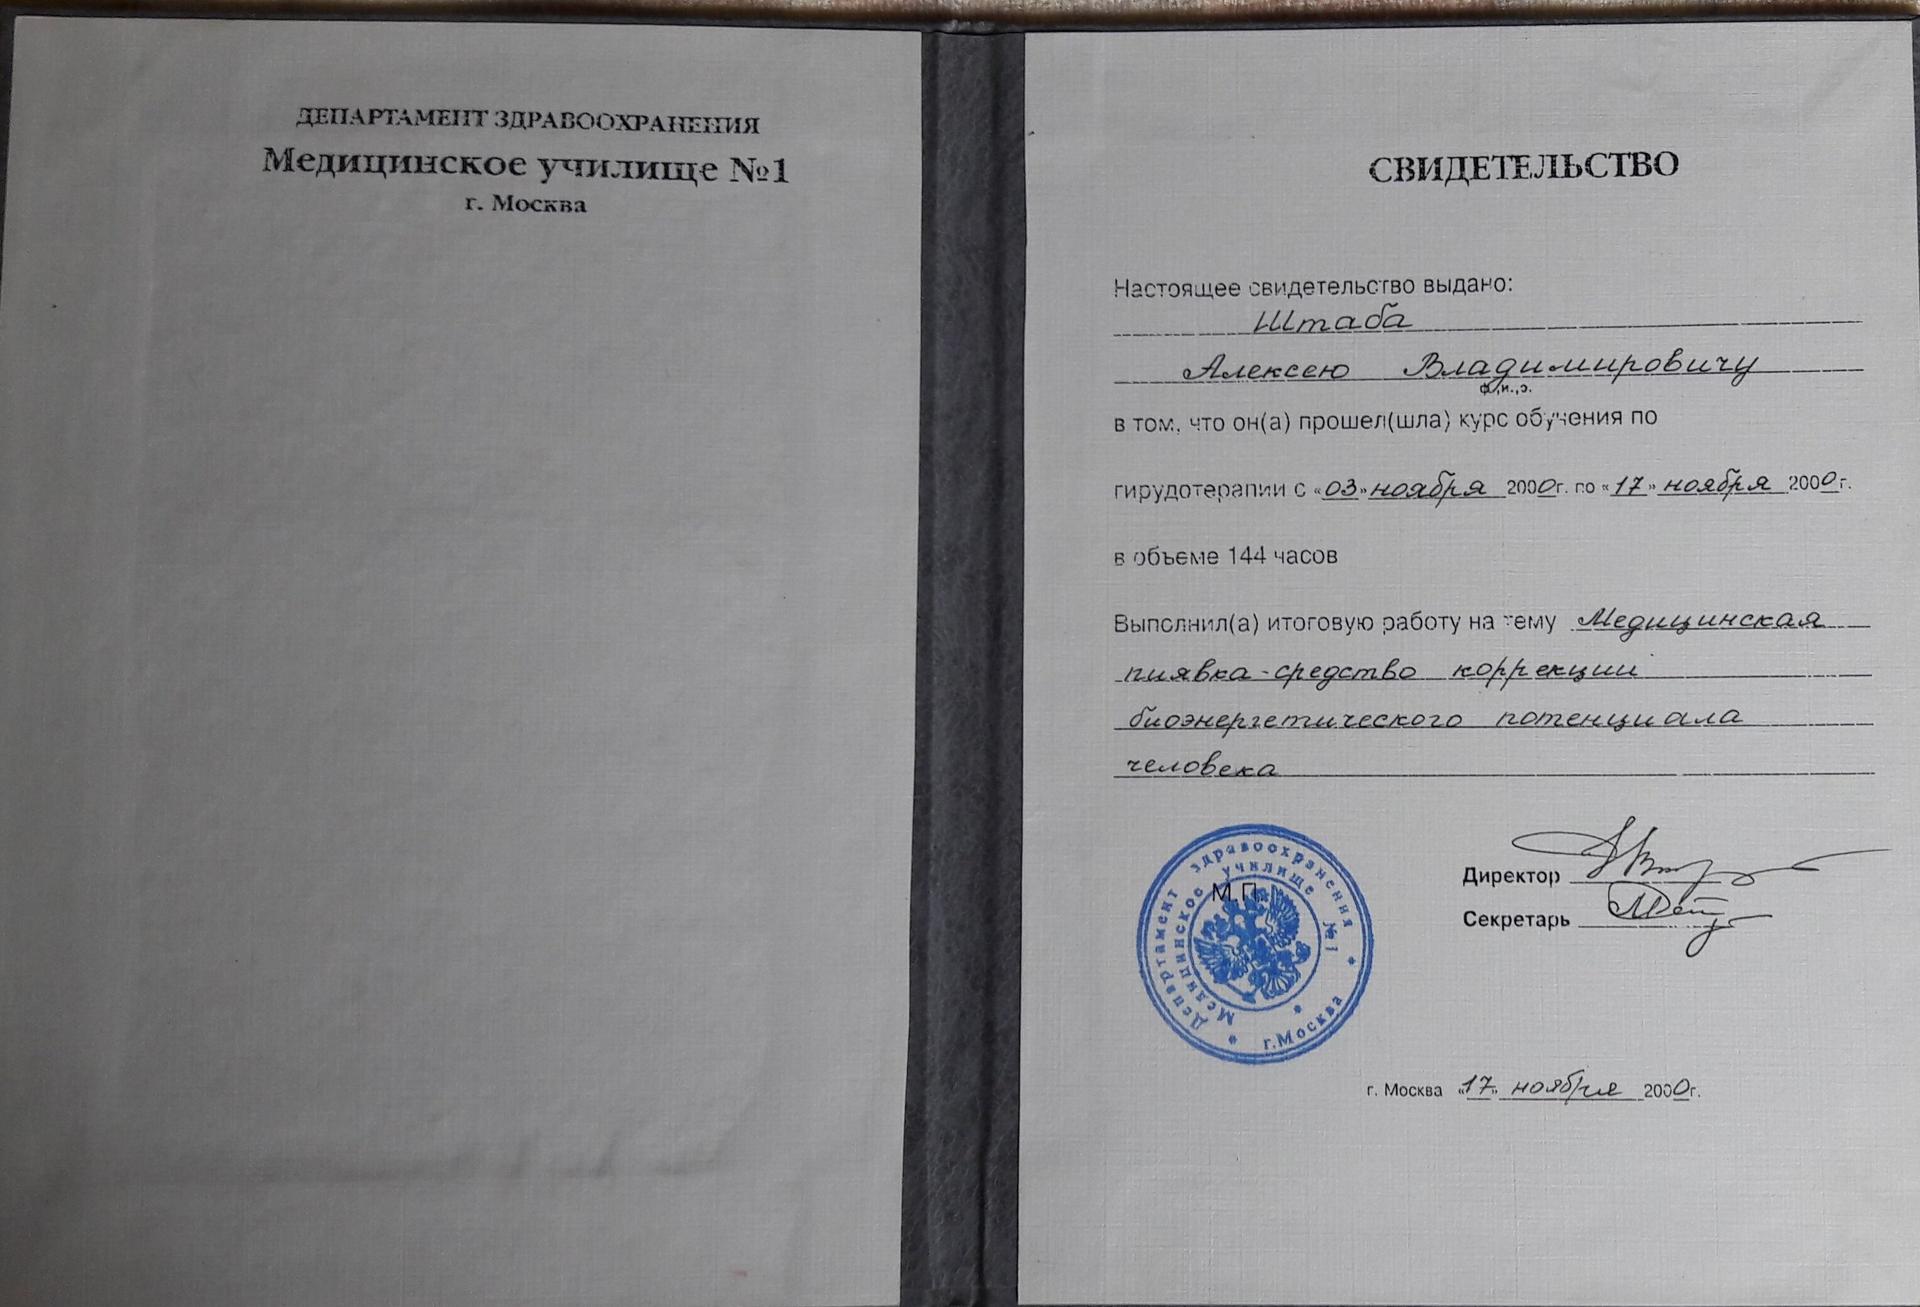 ДЕПАРТАМЕНТ ЗДРАВООХРАНЕНИЯ
Медицинское училище №1
г. Москва
СВИДЕТЕЛЬСТВО
Настоящее свидетельство выдано:
Штаба
Алексею Владимировичу
ф.,и.,о.
в том, что он(а) прошел(шла) курс обучения по
гирудотерапии с «03» ноября 2000г. по «17» ноября 2000г.
в объеме 144 часов
Выполнил(а) итоговую работу на тему Медицинская
пиявка-средство коррекции
биоэнергетического потенциала
человека
Департамент здравоохранения * г.Москва *
Медицинское училище №1 *
М.П.
Директор
Секретарь
г. Москва «17» ноября 2000г.